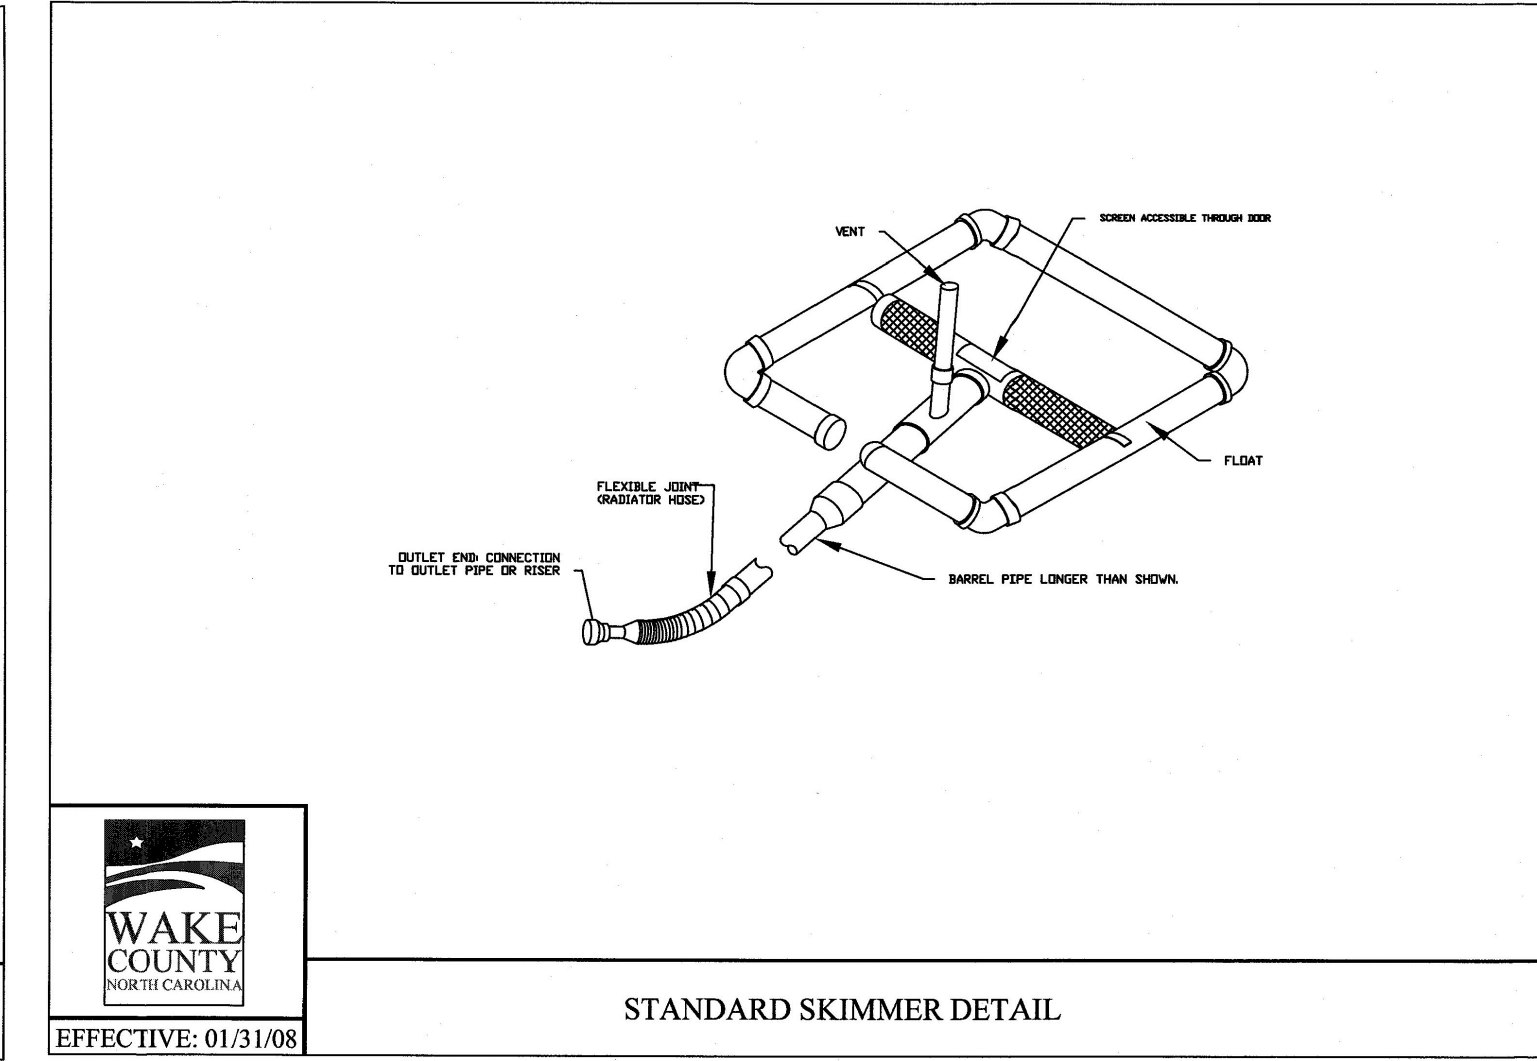 VENT
SCREEN ACCESSIBLE THROUGH DOOR
FLOAT
FLEXIBLE JOINT
(RADIATOR HOSE)
OUTLET END: CONNECTION
TO OUTLET PIPE OR RISER
BARREL PIPE LONGER THAN SHOWN.
WAKE
COUNTY
NORTH CAROLINA
EFFECTIVE: 01/31/08
STANDARD SKIMMER DETAIL